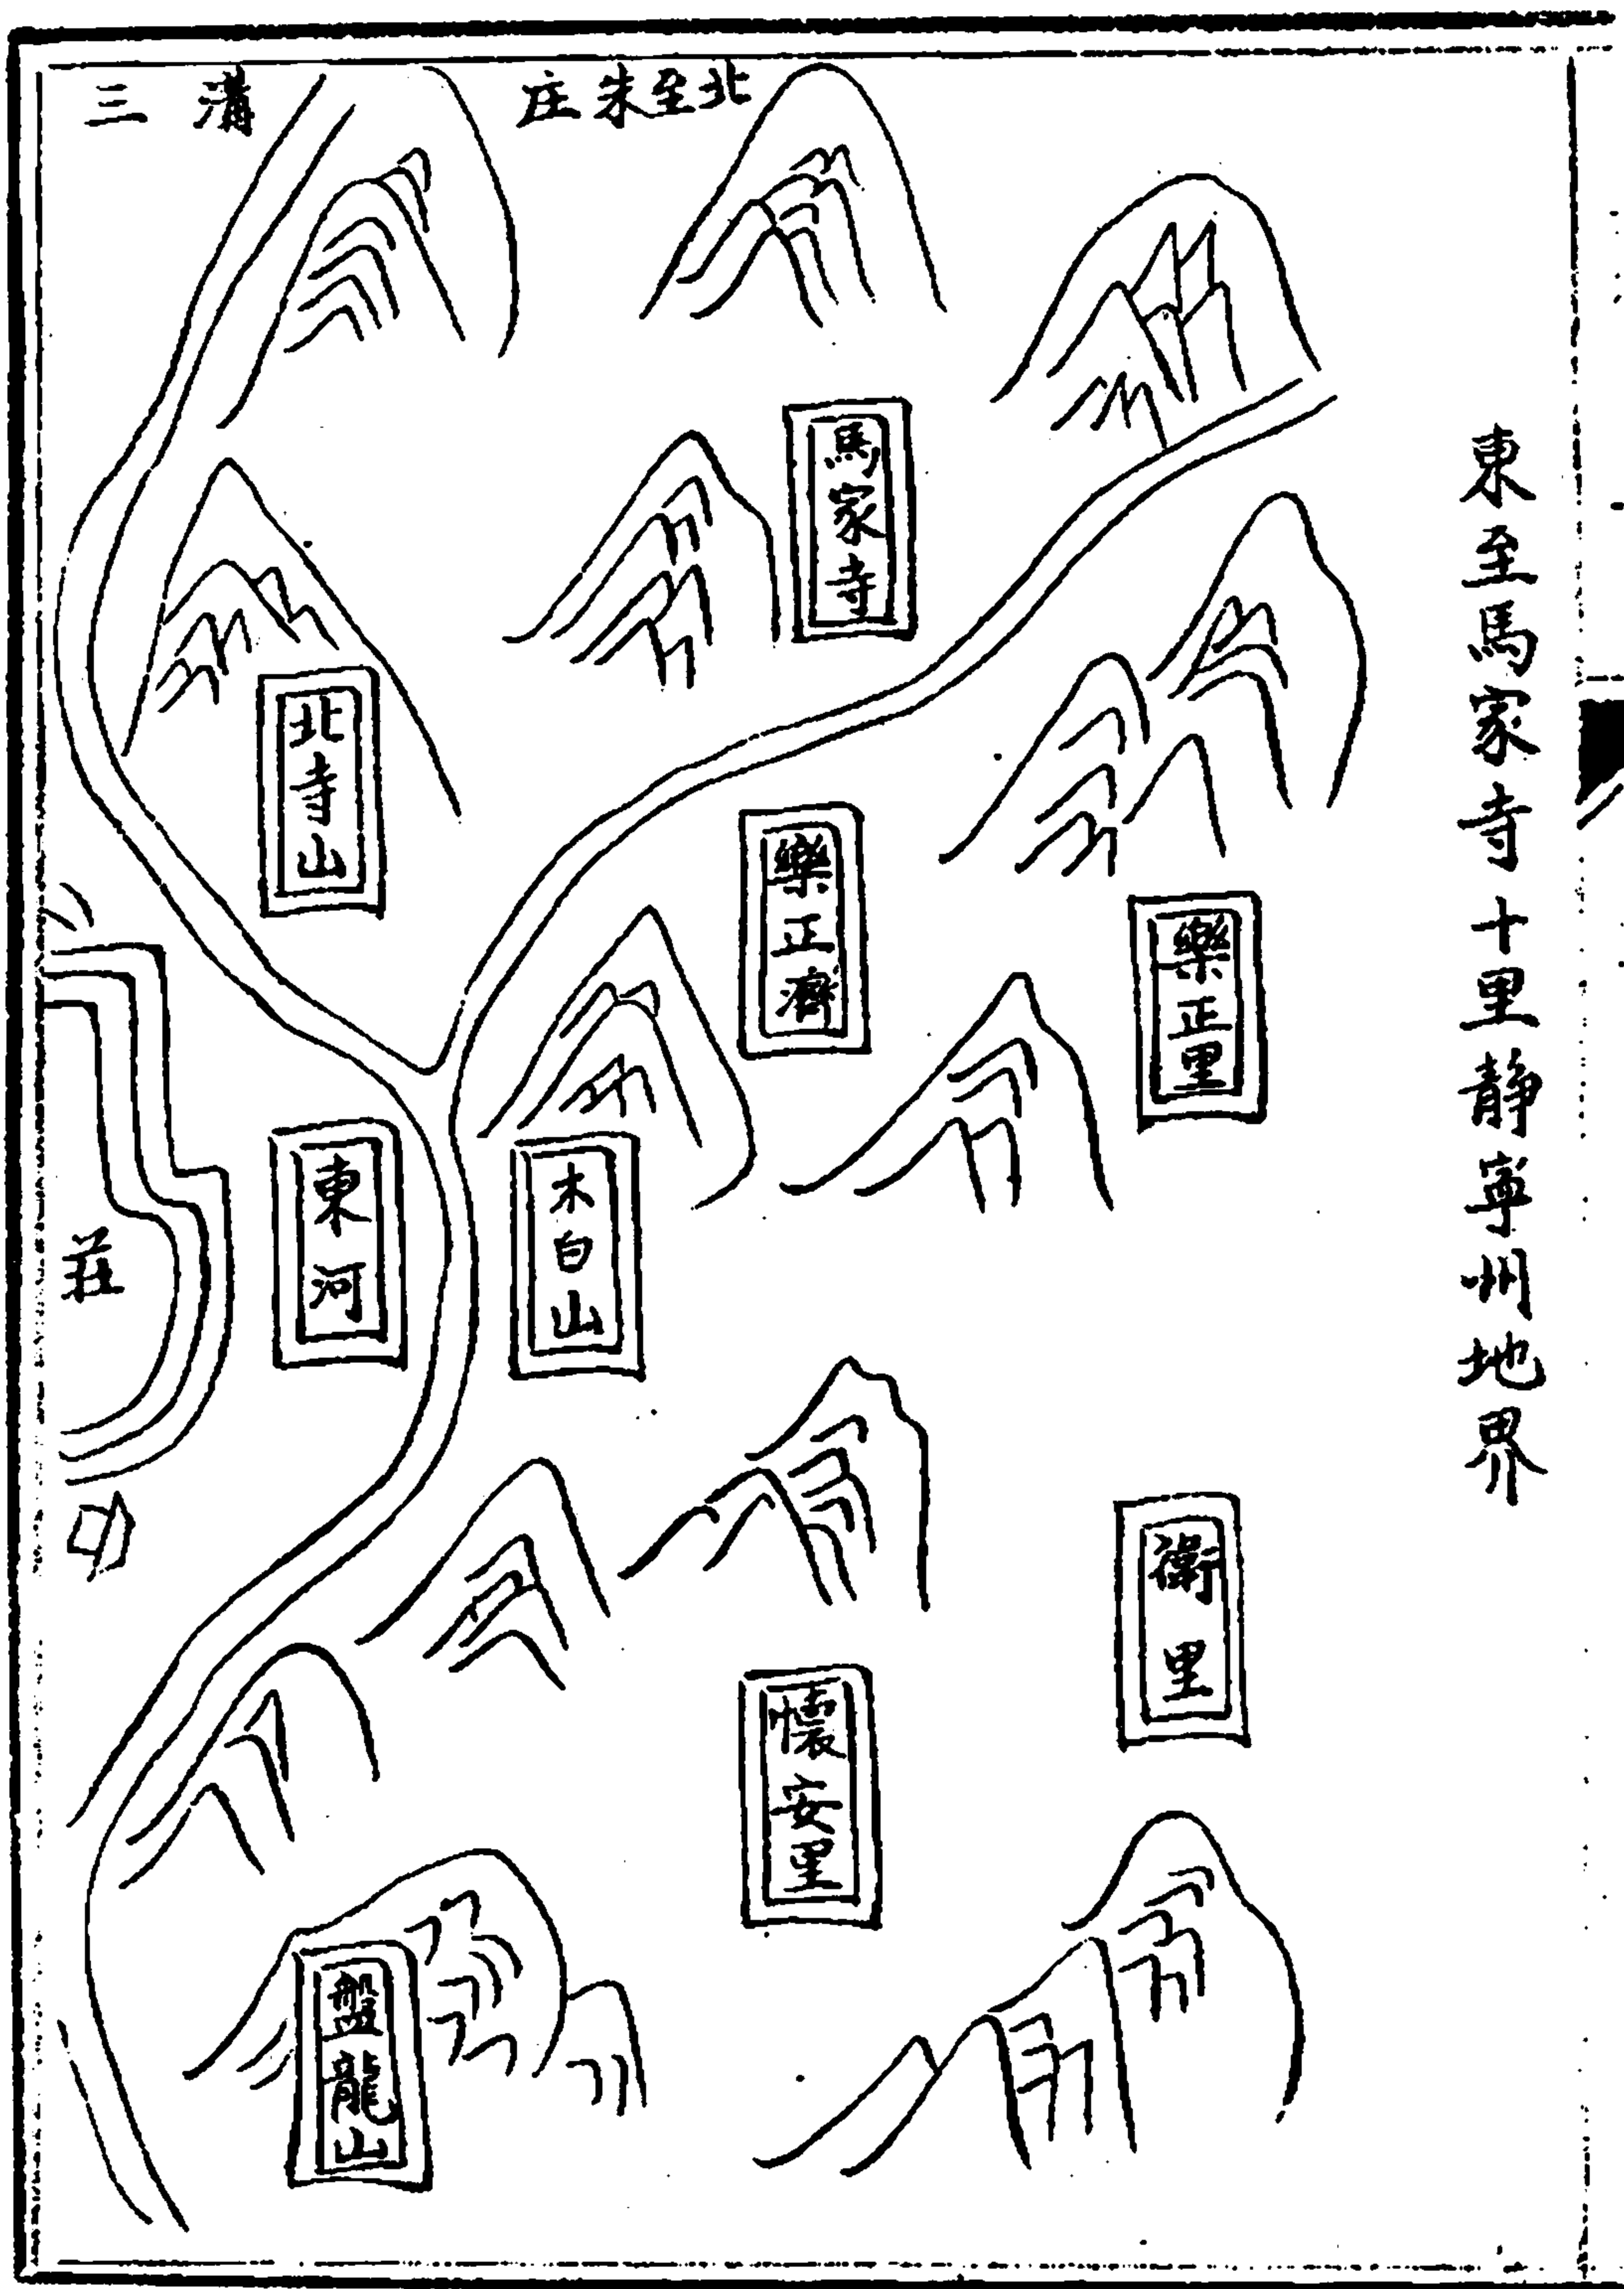 東至馬家寺十里靜寧州地界
北至朱庄
溝三
馬家寺
北寺山
樂正濟
樂正里
東河
木白山
莊
衛里
懷安里
盤龍山